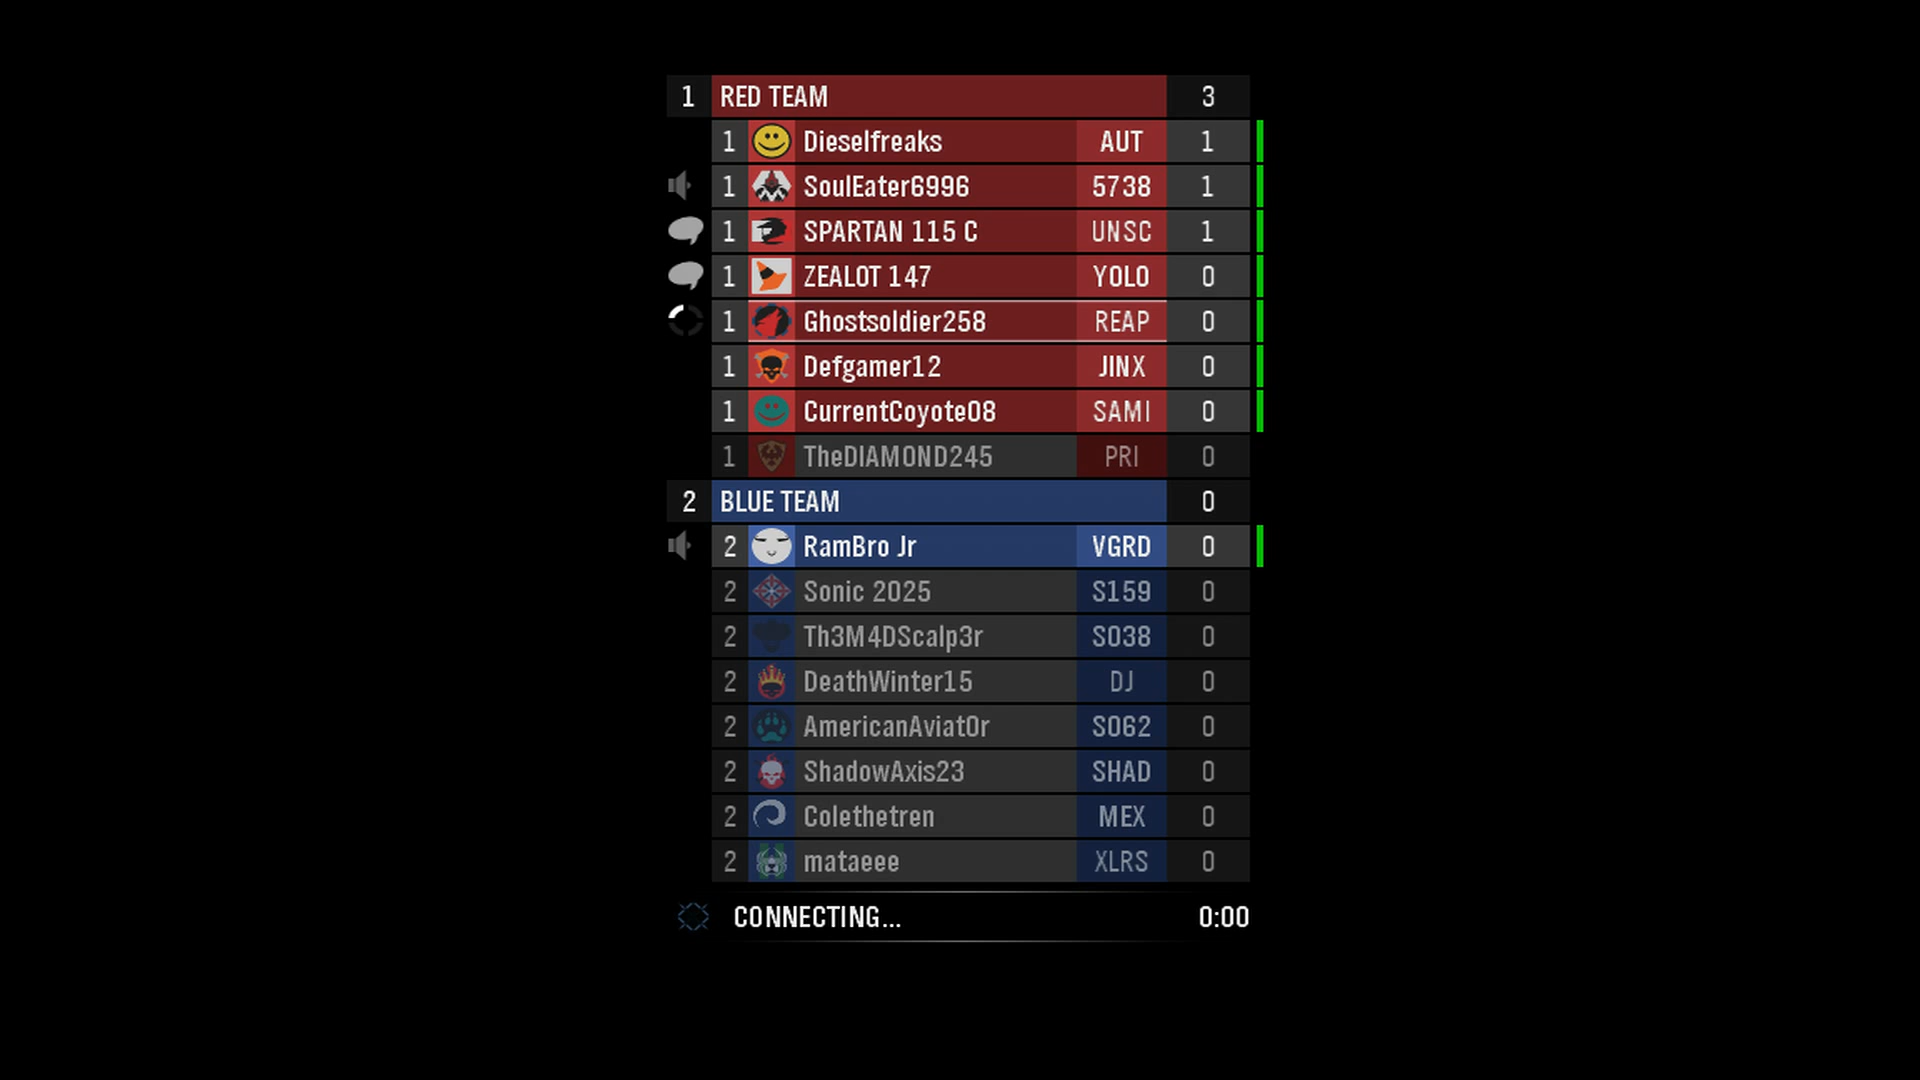 1 RED TEAM 3
1 Dieselfreaks AUT 1
1 SoulEater6996 5738 1
1 SPARTAN 115 C UNSC 1
1 ZEALOT 147 YOLO 0
1 Ghostsoldier258 REAP 0
1 Defgamer12 JINX 0
1 CurrentCoyote08 SAMI 0
1 TheDIAMOND245 PRI 0
2 BLUE TEAM 0
2 RamBro Jr VGRD 0
2 Sonic 2025 S159 0
2 Th3M4DScalp3r S038 0
2 DeathWinter15 DJ 0
2 AmericanAviat0r S062 0
2 ShadowAxis23 SHAD 0
2 Colethetren MEX 0
2 mataeee XLRS 0
CONNECTING... 0:00